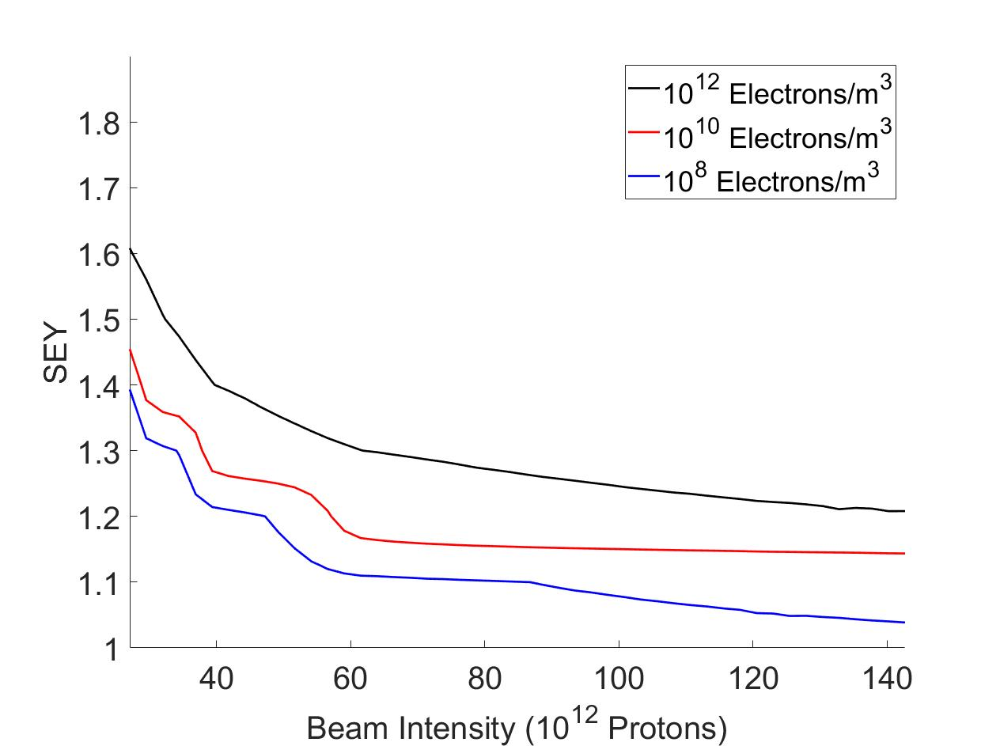 10^12 Electrons/m^3
10^10 Electrons/m^3
10^8 Electrons/m^3
1.8
1.7
1.6
1.5
1.4
1.3
1.2
1.1
1
SEY
40 60 80 100 120 140
Beam Intensity (10^12 Protons)